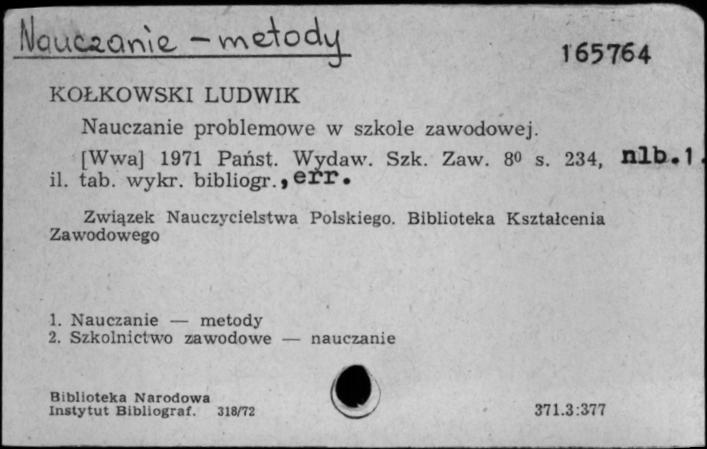 Nauczanie – metody
165764
KOŁKOWSKI LUDWIK
Nauczanie problemowe w szkole zawodowej.
[Wwa] 1971 Państ. Wydaw. Szk. Zaw. 8⁰ s. 234, nlb.1.
il. tab. wykr. bibliogr., err.
Związek Nauczycielstwa Polskiego. Biblioteka Kształcenia
Zawodowego
1. Nauczanie — metody
2. Szkolnictwo zawodowe — nauczanie
Biblioteka Narodowa
Instytut Bibliograf. 318/72
371.3:377